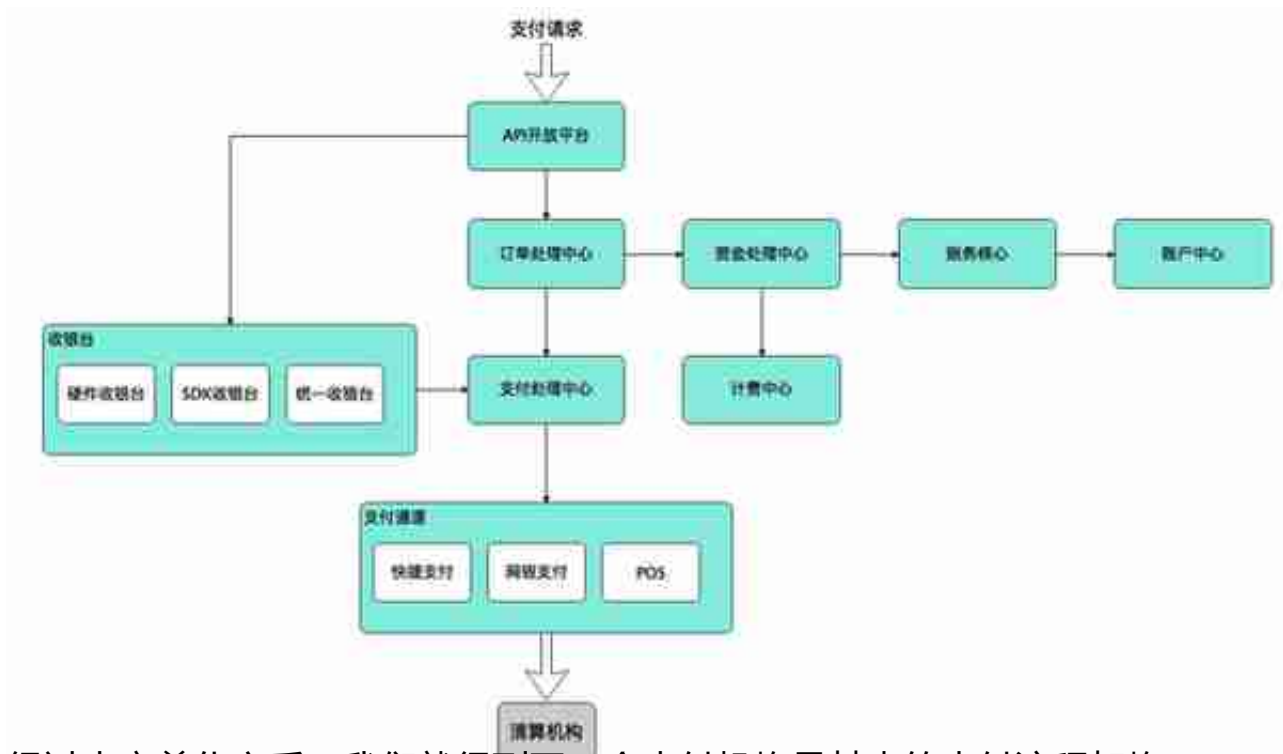 支付请求
API开放平台
订单处理中心
资金处理中心
账务核心
账户中心
收银台
硬件收银台
SDK收银台
统一收银台
支付处理中心
计费中心
支付通道
快捷支付
网银支付
POS
清算机构